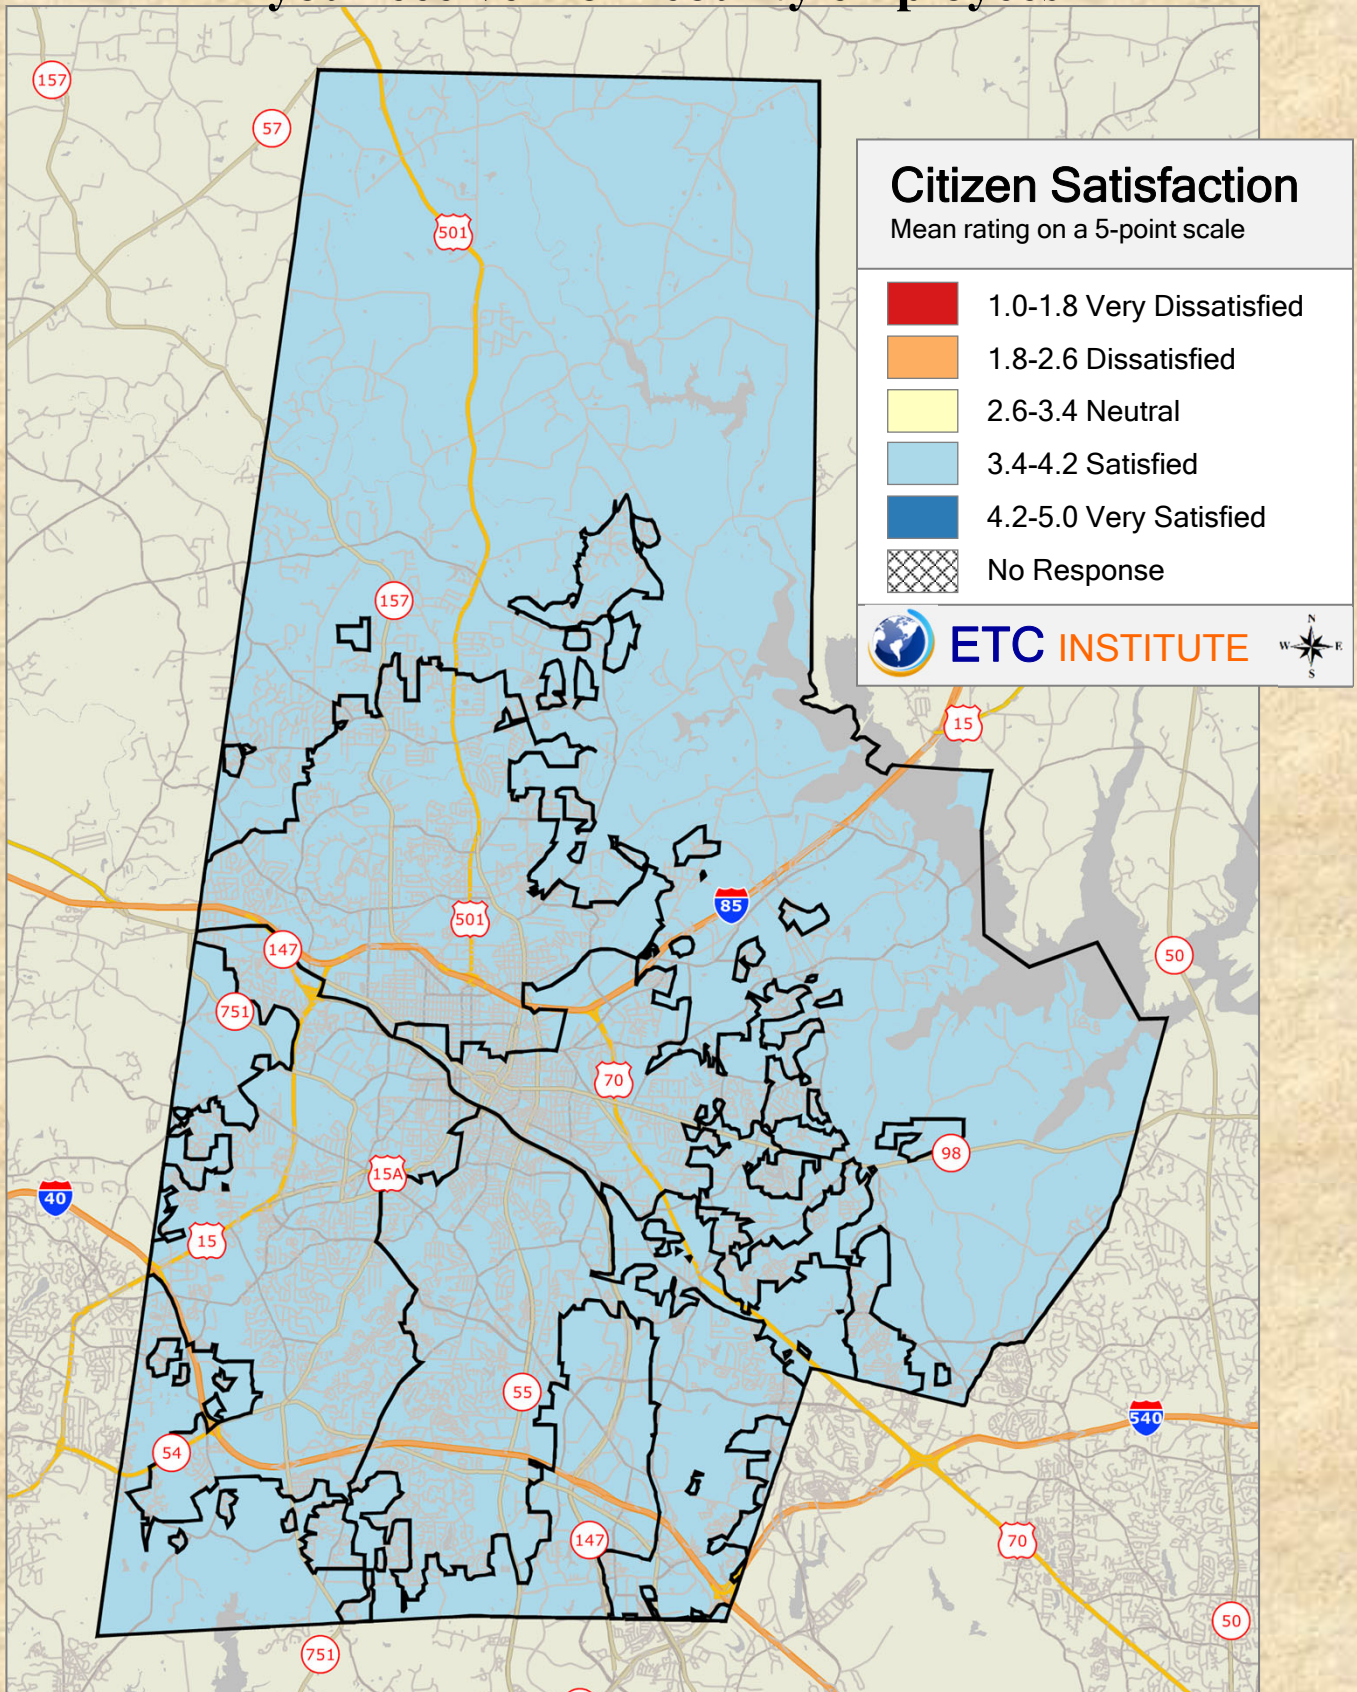 157
57
501
Citizen Satisfaction
Mean rating on a 5-point scale
1.0-1.8 Very Dissatisfied
1.8-2.6 Dissatisfied
2.6-3.4 Neutral
3.4-4.2 Satisfied
4.2-5.0 Very Satisfied
No Response
ETC INSTITUTE
N
W E
S
157
15
85
501
147
50
751
70
98
15A
40
15
55
540
54
147
70
50
751